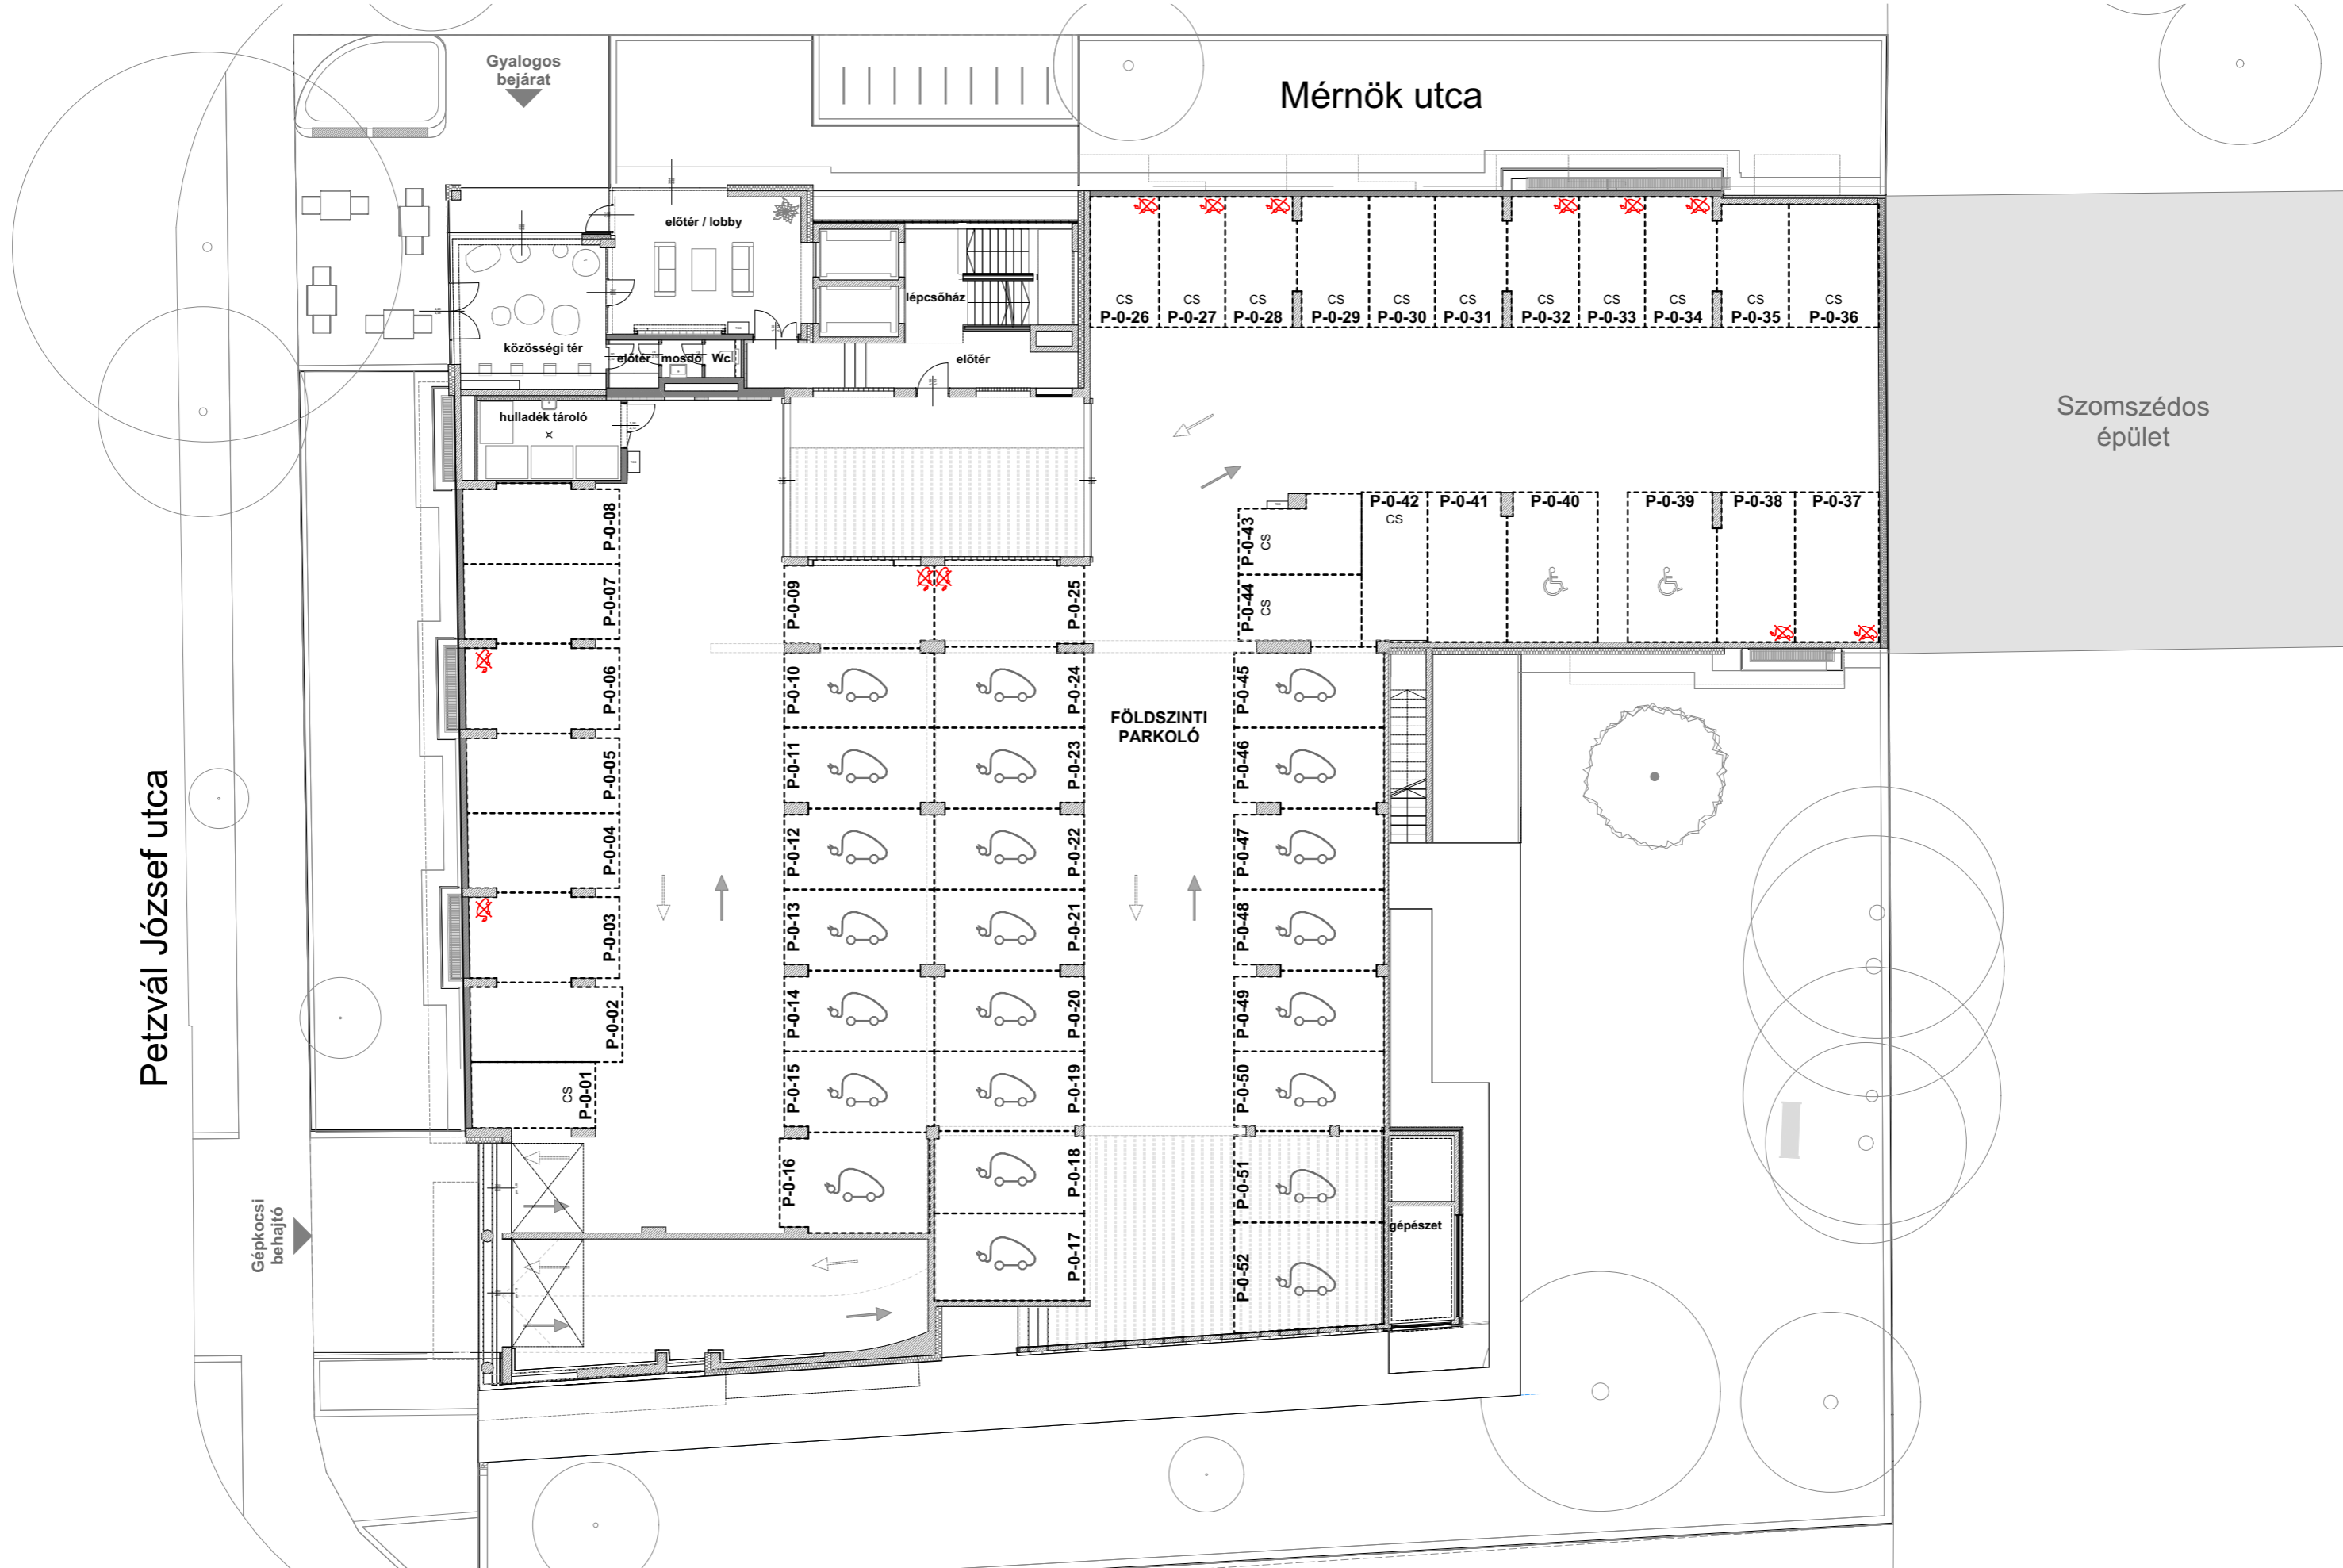 Gyalogos
bejárat
Mérnök utca
előtér / lobby
lépcsőház
közösségi tér
előtér
mosdó
Wc
előtér
hulladék tároló
CS
P-0-26
CS
P-0-27
CS
P-0-28
CS
P-0-29
CS
P-0-30
CS
P-0-31
CS
P-0-32
CS
P-0-33
CS
P-0-34
CS
P-0-35
CS
P-0-36
Szomszédos
épület
P-0-42
CS
P-0-41
P-0-40
P-0-39
P-0-38
P-0-37
P-0-43
CS
P-0-44
CS
P-0-08
P-0-07
P-0-06
P-0-05
P-0-04
P-0-03
P-0-02
CS
P-0-01
P-0-09
P-0-10
P-0-11
P-0-12
P-0-13
P-0-14
P-0-15
P-0-16
P-0-25
P-0-24
P-0-23
P-0-22
P-0-21
P-0-20
P-0-19
P-0-18
P-0-17
FÖLDSZINTI
PARKOLÓ
P-0-45
P-0-46
P-0-47
P-0-48
P-0-49
P-0-50
P-0-51
P-0-52
gépészet
Petzvál József utca
Gépkocsi
behajtó